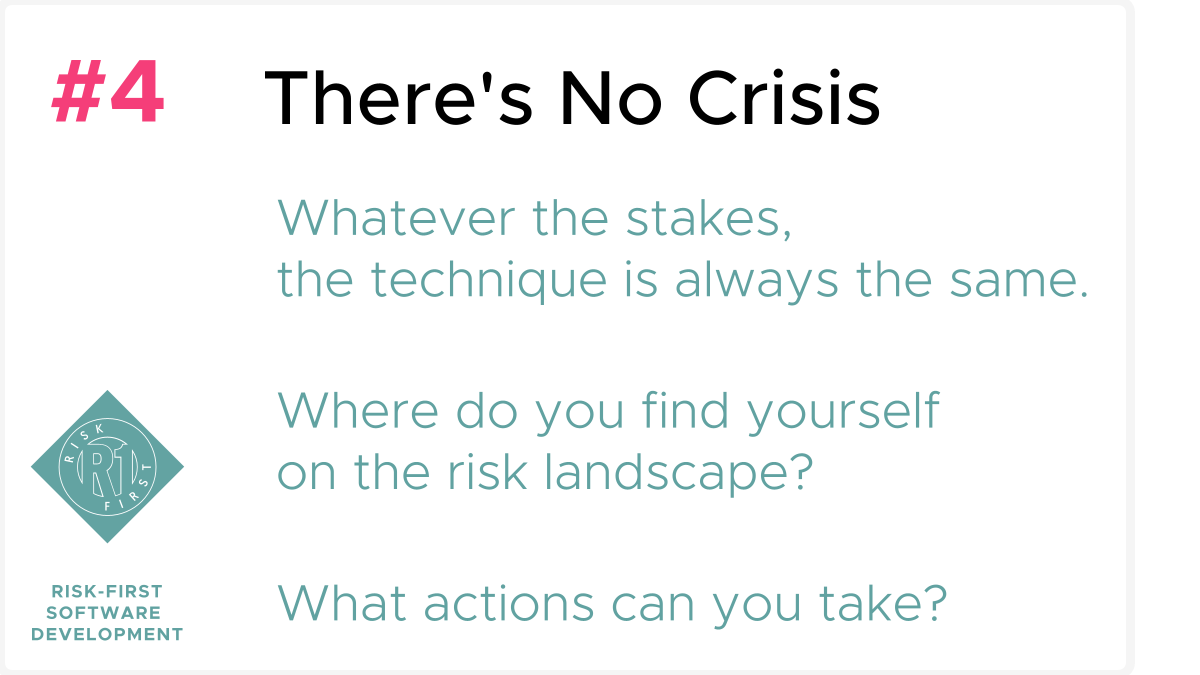 #4
There's No Crisis
Whatever the stakes,
the technique is always the same.
Where do you find yourself
on the risk landscape?
What actions can you take?
RISK
R1
FIRST
RISK-FIRST
SOFTWARE
DEVELOPMENT